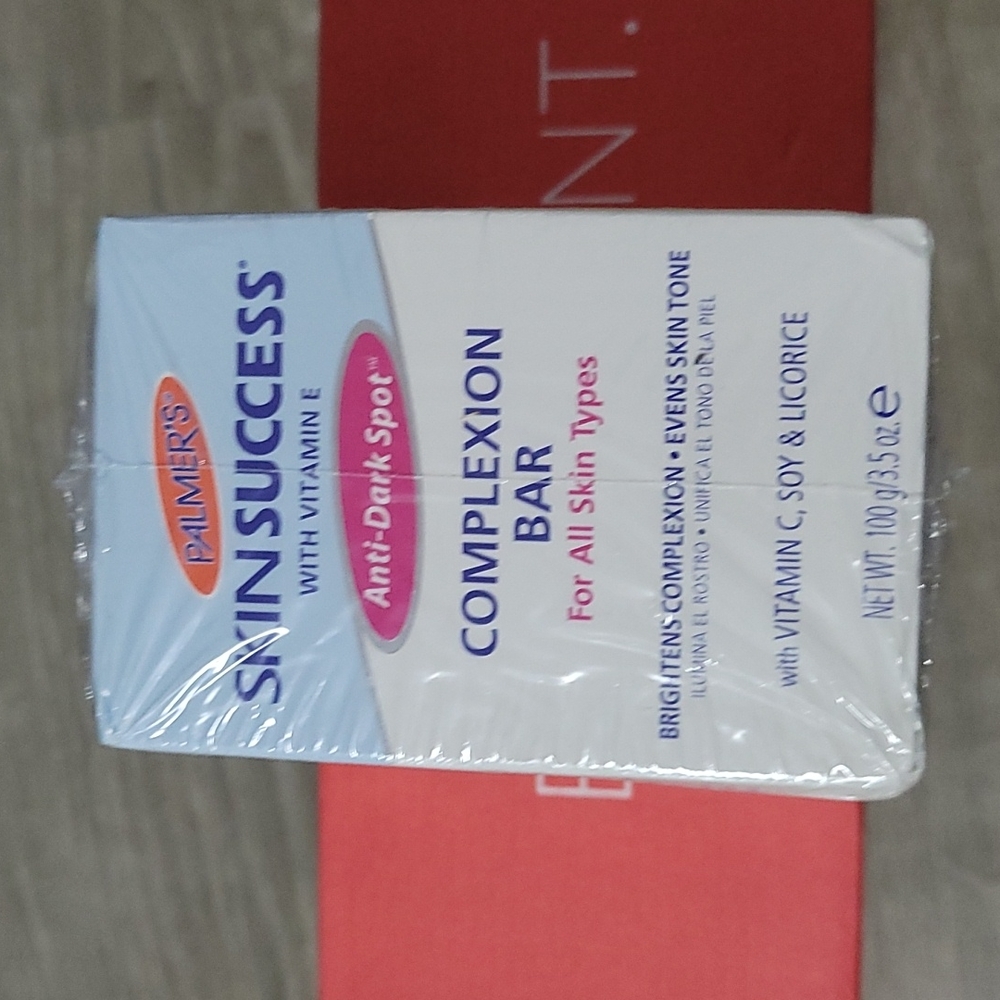 PALMER'S®
SKIN SUCCESS®
WITH VITAMIN E
Anti-Dark Spot™
COMPLEXION
BAR
For All Skin Types
BRIGHTENS COMPLEXION • EVENS SKIN TONE
ILUMINA EL ROSTRO • UNIFICA EL TONO DE LA PIEL
with VITAMIN C, SOY & LICORICE
NET WT. 100 g/3.5 oz. e